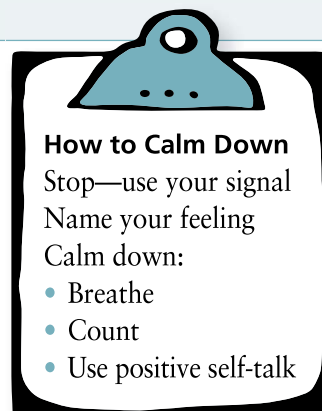 How to Calm Down
Stop—use your signal
Name your feeling
Calm down:
• Breathe
• Count
• Use positive self-talk